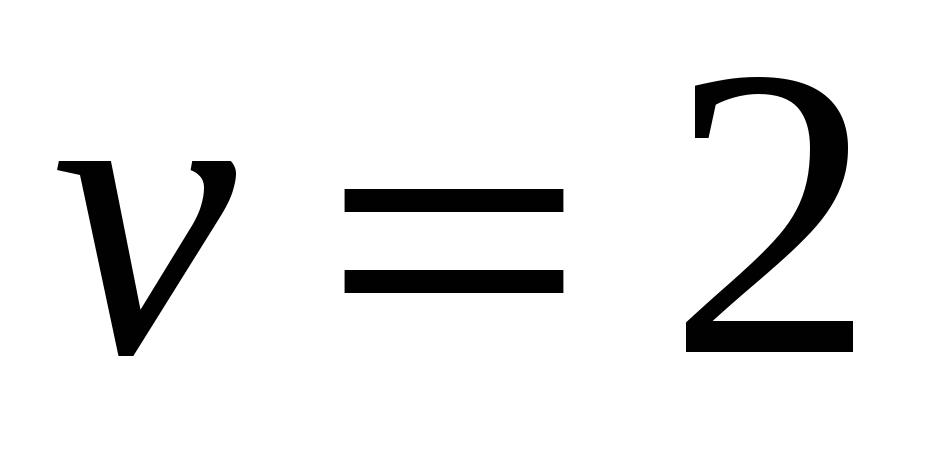 v = 2